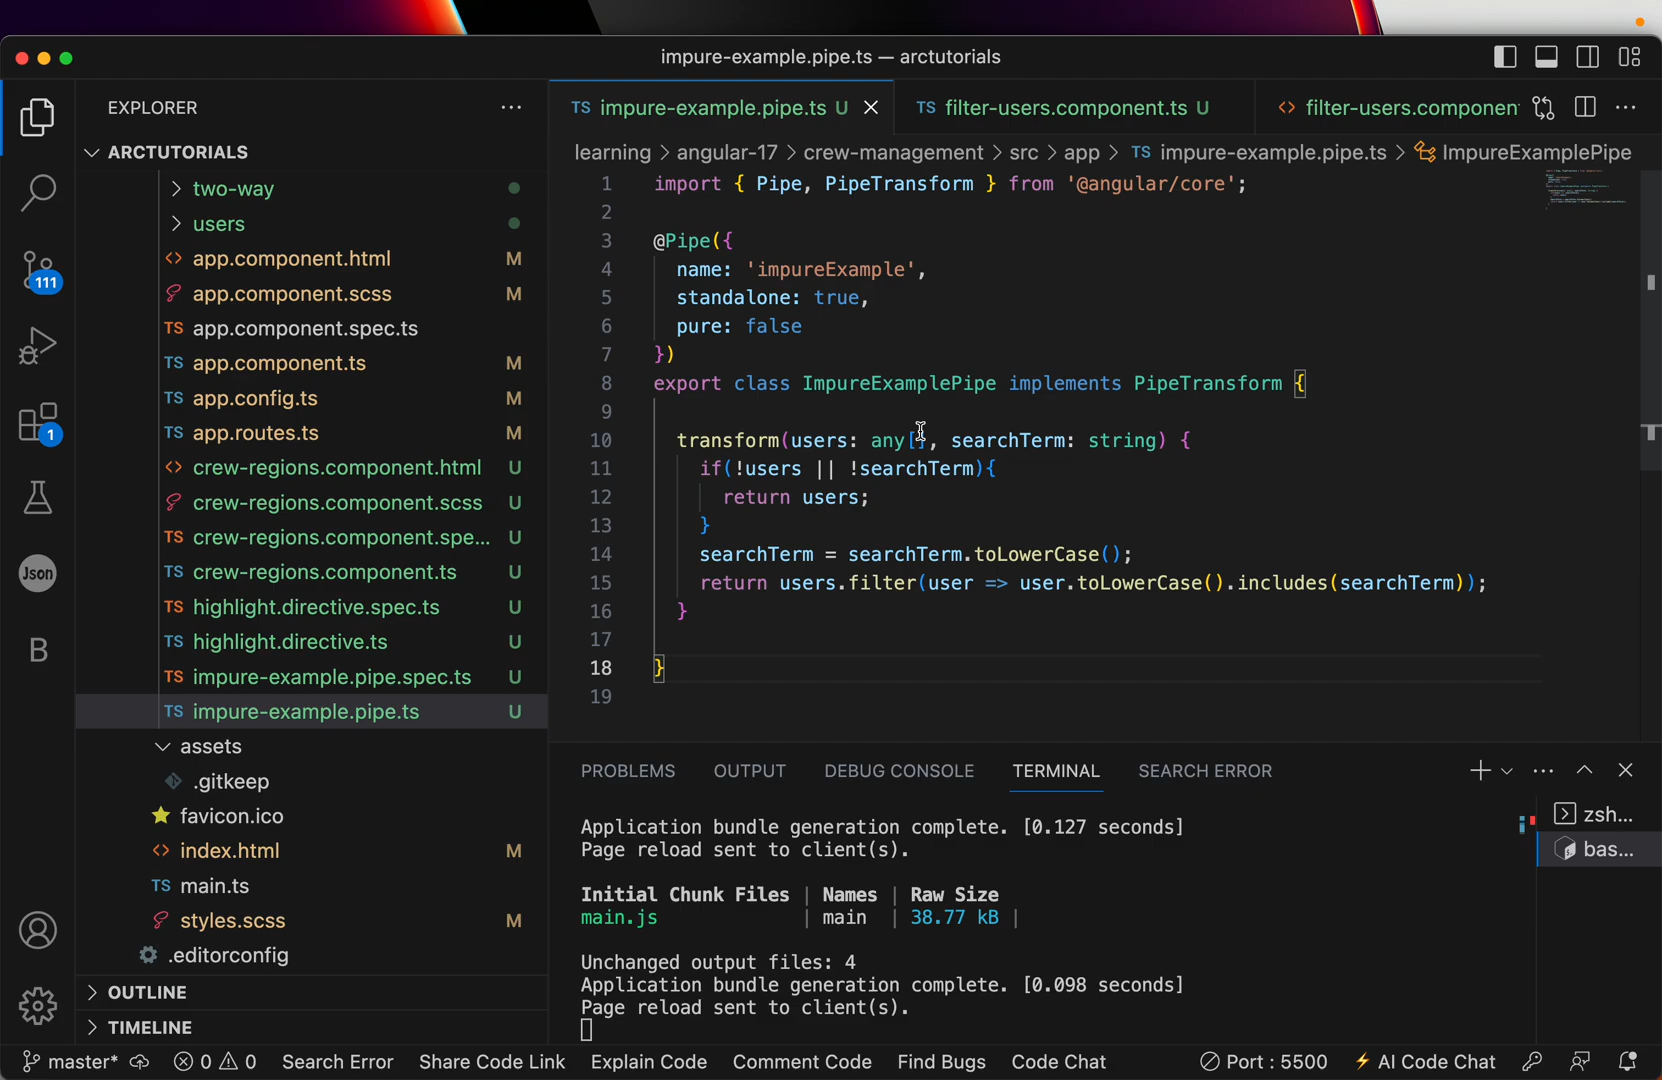 impure-example.pipe.ts — arctutorials
EXPLORER
ARCTUTORIALS
two-way
users
<> app.component.html M
app.component.scss M
TS app.component.spec.ts
TS app.component.ts M
TS app.config.ts M
TS app.routes.ts M
<> crew-regions.component.html U
crew-regions.component.scss U
TS crew-regions.component.spe... U
TS crew-regions.component.ts U
TS highlight.directive.spec.ts U
TS highlight.directive.ts U
TS impure-example.pipe.spec.ts U
TS impure-example.pipe.ts U
assets
.gitkeep
favicon.ico
<> index.html M
TS main.ts
styles.scss M
.editorconfig
OUTLINE
TIMELINE
111
1
Json
B
TS impure-example.pipe.ts U
TS filter-users.component.ts U
<> filter-users.componen
learning > angular-17 > crew-management > src > app > TS impure-example.pipe.ts > ImpureExamplePipe
1 import { Pipe, PipeTransform } from '@angular/core';
2
3 @Pipe({
4 name: 'impureExample',
5 standalone: true,
6 pure: false
7 })
8 export class ImpureExamplePipe implements PipeTransform {
9
10 transform(users: any[], searchTerm: string) {
11 if(!users || !searchTerm){
12 return users;
13 }
14 searchTerm = searchTerm.toLowerCase();
15 return users.filter(user => user.toLowerCase().includes(searchTerm));
16 }
17
18 }
19
PROBLEMS OUTPUT DEBUG CONSOLE TERMINAL SEARCH ERROR
Application bundle generation complete. [0.127 seconds]
Page reload sent to client(s).
Initial Chunk Files | Names | Raw Size
main.js | main | 38.77 kB |
Unchanged output files: 4
Application bundle generation complete. [0.098 seconds]
Page reload sent to client(s).
zsh...
bas...
master* 0 0 Search Error Share Code Link Explain Code Comment Code Find Bugs Code Chat Port : 5500 AI Code Chat